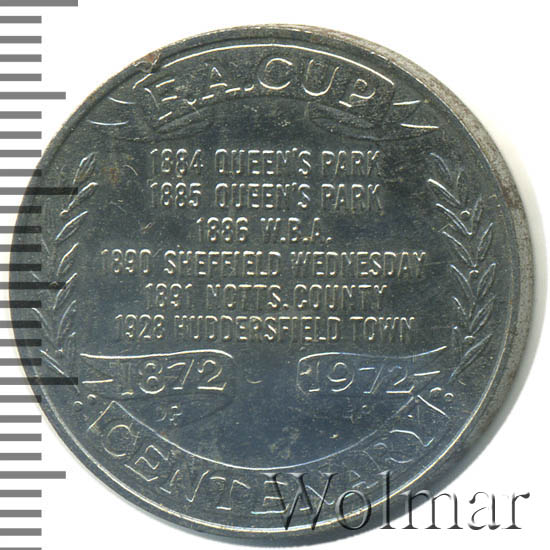 F.A.CUP
1884 QUEEN'S PARK
1885 QUEEN'S PARK
1886 W.B.A.
1890 SHEFFIELD WEDNESDAY
1891 NOTTS. COUNTY
1928 HUDDERSFIELD TOWN
1872 - 1972
CENTENARY
Wolmar